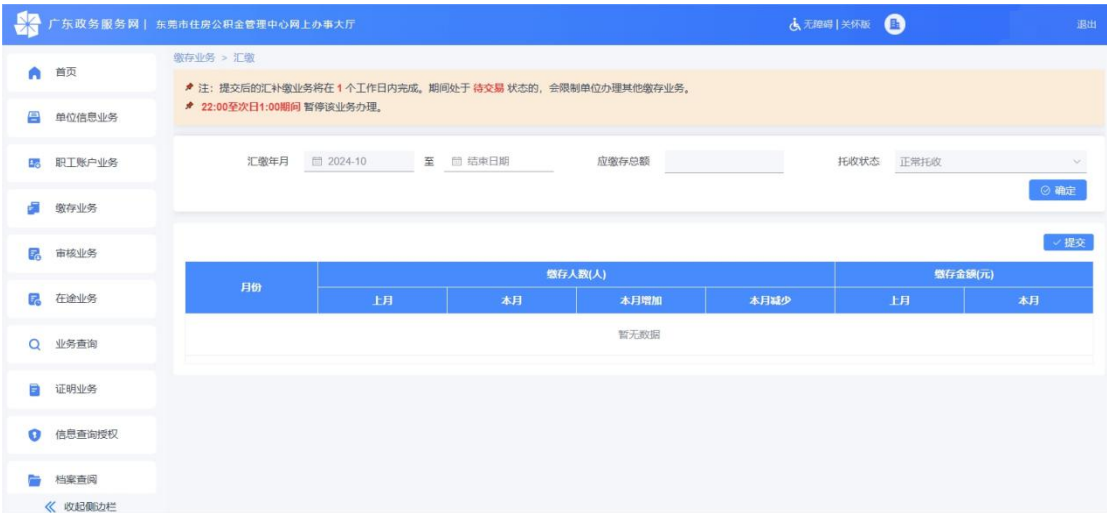 广东政务服务网 | 东莞市住房公积金管理中心网上办事大厅
无障碍 | 关怀版
退出
首页
单位信息业务
职工账户业务
缴存业务
审核业务
在途业务
业务查询
证明业务
信息查询授权
档案查阅
收起侧边栏
缴存业务 > 汇缴
注：提交后的汇补缴业务将在 1 个工作日内完成。期间处于 待交易 状态的，会限制单位办理其他缴存业务。
22:00至次日1:00期间 暂停该业务办理。
汇缴年月 2024-10 至 结束日期 应缴存总额 托收状态 正常托收
确定
提交
月份 缴存人数(人) 缴存金额(元)
上月 本月 本月增加 本月减少 上月 本月
暂无数据